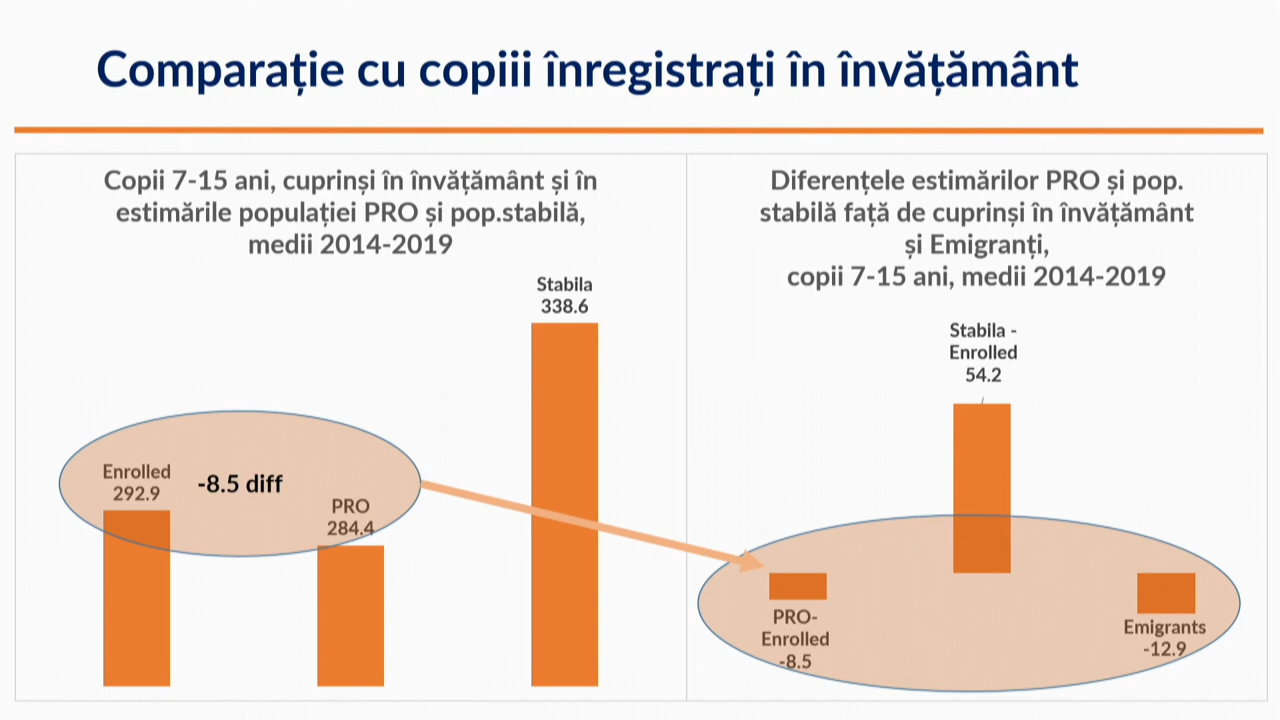 Comparație cu copiii înregistrați în învățământ
Copii 7-15 ani, cuprinși în învățământ și în
estimările populației PRO și pop.stabilă,
medii 2014-2019
Stabila
338.6
Enrolled
292.9
-8.5 diff
PRO
284.4
Diferențele estimărilor PRO și pop.
stabilă față de cuprinși în învățământ
și Emigranți,
copii 7-15 ani, medii 2014-2019
Stabila -
Enrolled
54.2
PRO-
Enrolled
-8.5
Emigrants
-12.9